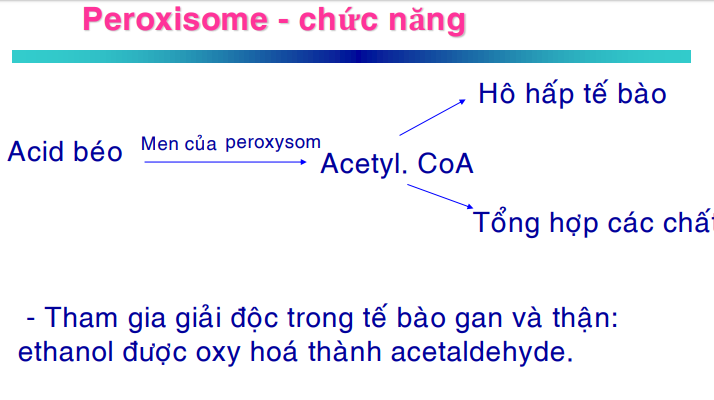 Peroxisome - chức năng
Hô hấp tế bào
Acid béo Men của peroxysom Acetyl. CoA
Tổng hợp các chất
- Tham gia giải độc trong tế bào gan và thận:
ethanol được oxy hoá thành acetaldehyde.